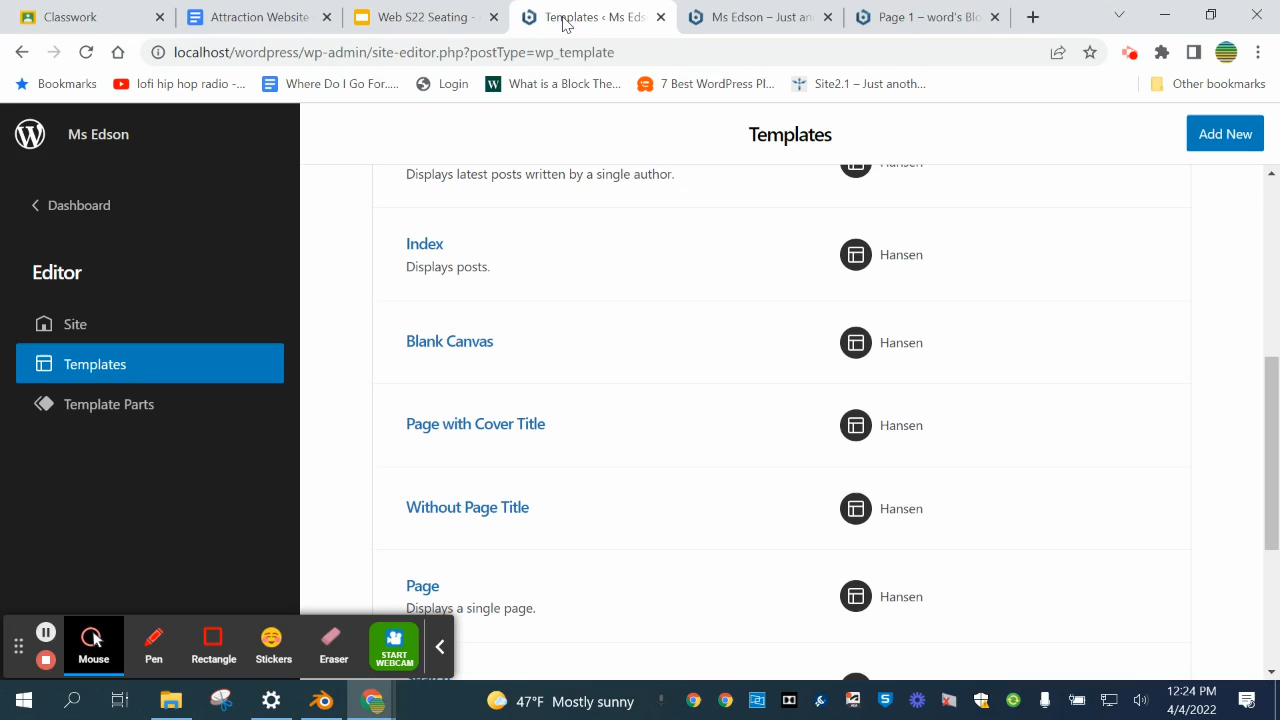 Classwork
Attraction Website
Web S22 Seating -
Templates ‹ Ms Eds
Ms Edson – Just an
Page 1 – word's Blo
localhost/wordpress/wp-admin/site-editor.php?postType=wp_template
Bookmarks
lofi hip hop radio -...
Where Do I Go For....
Login
What is a Block The...
7 Best WordPress Pl...
Site2.1 – Just anoth...
Other bookmarks
Ms Edson
Templates
Add New
Dashboard
Editor
Site
Templates
Template Parts
Hansen
Displays latest posts written by a single author.
Index
Displays posts.
Hansen
Blank Canvas
Hansen
Page with Cover Title
Hansen
Without Page Title
Hansen
Page
Displays a single page.
Hansen
Mouse
Pen
Rectangle
Stickers
Eraser
START
WEBCAM
47°F Mostly sunny
12:24 PM
4/4/2022